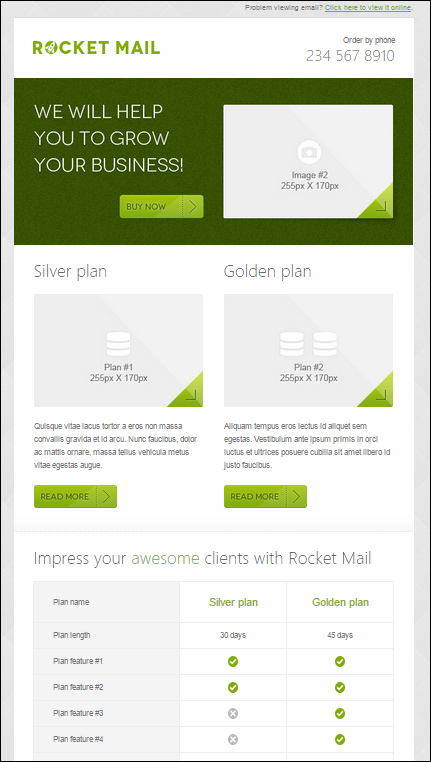 Problem viewing email? Click here to view it online.
ROCKET MAIL
Order by phone
234 567 8910
WE WILL HELP
YOU TO GROW
YOUR BUSINESS!
BUY NOW
Image #2
255px X 170px
Silver plan
Golden plan
Plan #1
255px X 170px
Plan #2
255px X 170px
Quisque vitae lacus tortor a eros non massa
convallis gravida et id arcu. Nunc faucibus, dolor
ac mattis ornare, massa tellus vehicula metus
vitae egestas augue.
Aliquam tempus eros lectus id aliquet sem
egestas. Vestibulum ante ipsum primis in orci
luctus et ultrices posuere cubilia sit amet libero id
justo faucibus.
READ MORE
READ MORE
Impress your awesome clients with Rocket Mail
Plan name Silver plan Golden plan
Plan length 30 days 45 days
Plan feature #1
Plan feature #2
Plan feature #3
Plan feature #4